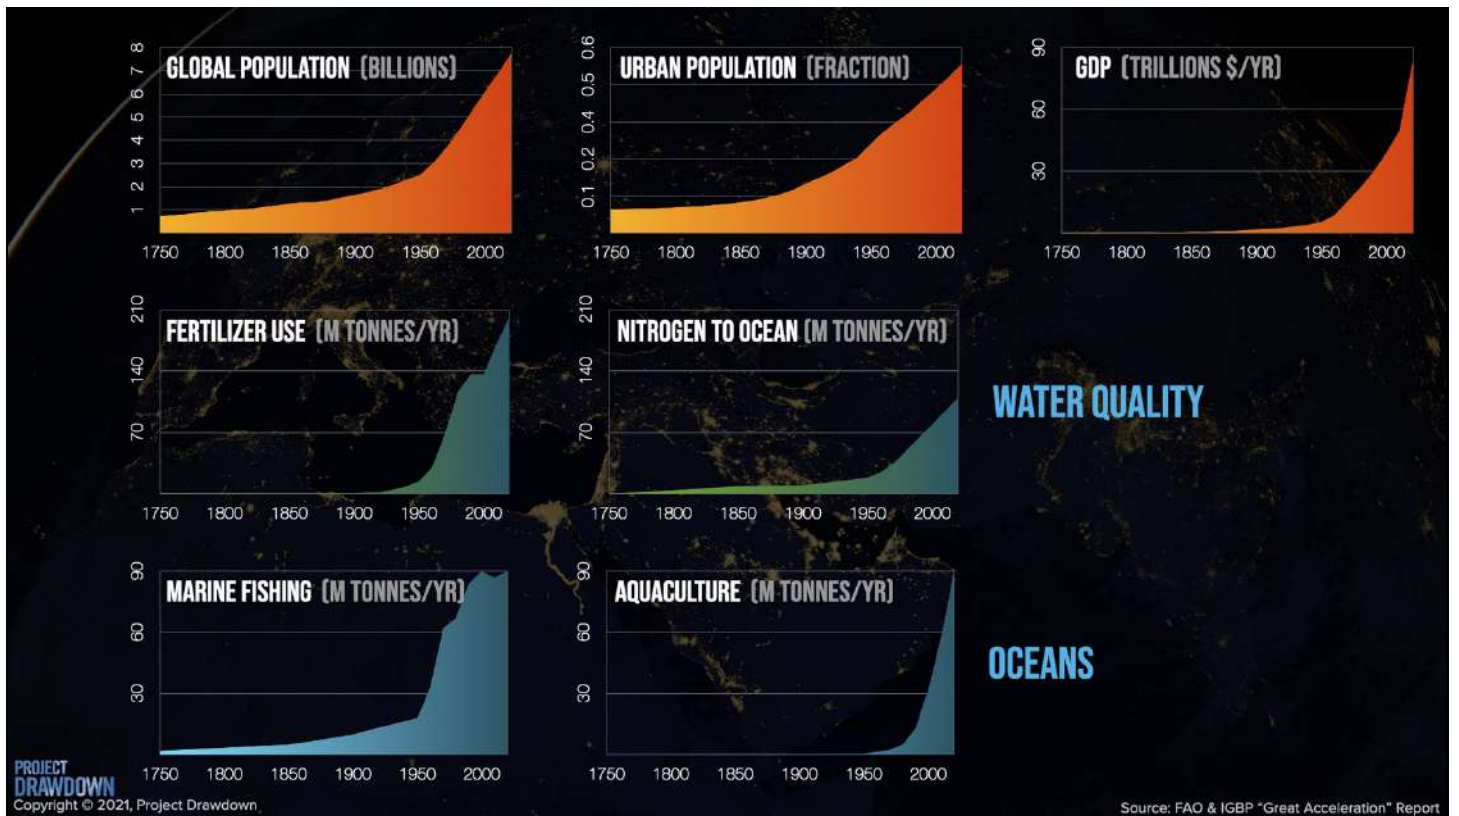 GLOBAL POPULATION (BILLIONS)
8
7
6
5
4
3
2
1
1750 1800 1850 1900 1950 2000
URBAN POPULATION (FRACTION)
0.6
0.5
0.4
0.2
0.1
1750 1800 1850 1900 1950 2000
GDP (TRILLIONS $/YR)
90
60
30
1750 1800 1850 1900 1950 2000
FERTILIZER USE (M TONNES/YR)
210
140
70
1750 1800 1850 1900 1950 2000
NITROGEN TO OCEAN (M TONNES/YR)
210
140
70
1750 1800 1850 1900 1950 2000
WATER QUALITY
MARINE FISHING (M TONNES/YR)
90
60
30
1750 1800 1850 1900 1950 2000
AQUACULTURE (M TONNES/YR)
90
60
30
1750 1800 1850 1900 1950 2000
OCEANS
PROJECT
DRAWDOWN
Copyright © 2021, Project Drawdown
Source: FAO & IGBP "Great Acceleration" Report